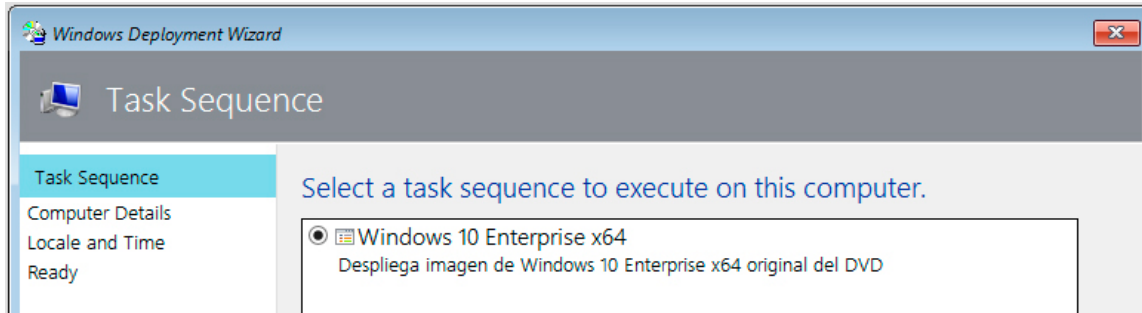 Windows Deployment Wizard
Task Sequence
Task Sequence
Computer Details
Locale and Time
Ready
Select a task sequence to execute on this computer.
Windows 10 Enterprise x64
Despliega imagen de Windows 10 Enterprise x64 original del DVD